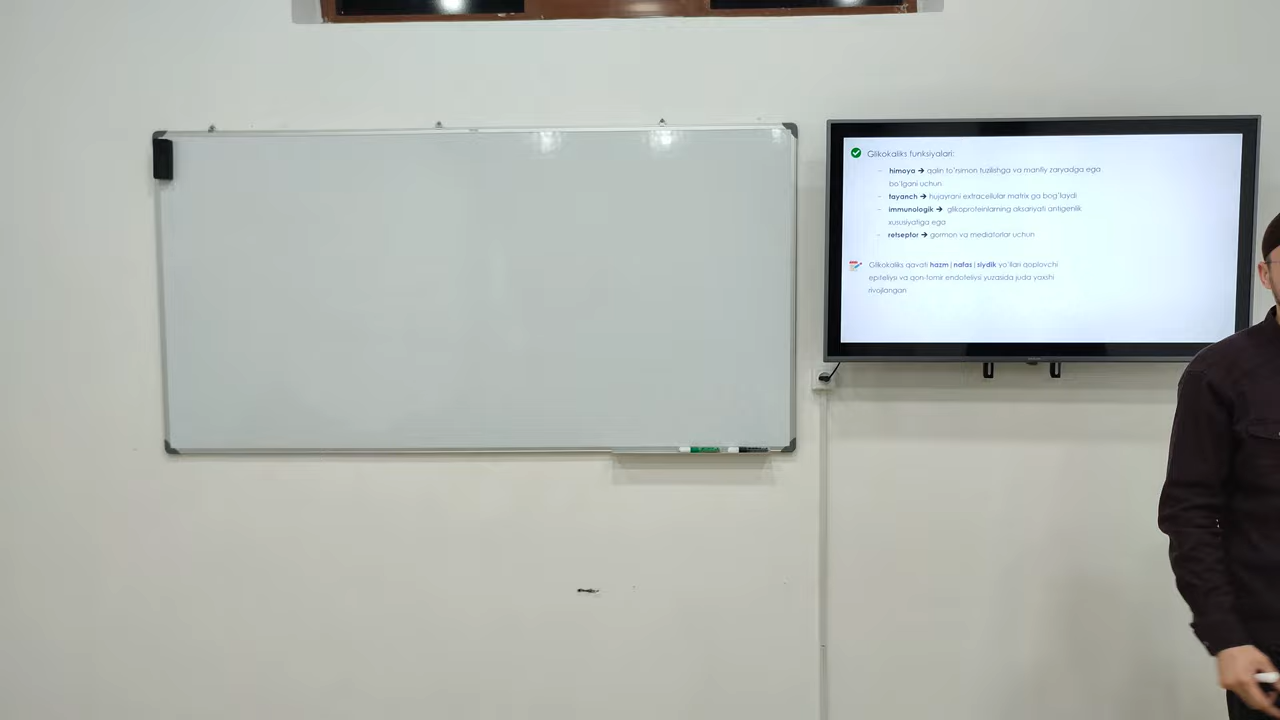 Glikokaliks funksiyalari:
- himoya → qalin to'rsimon tuzilishga va manfiy zaryadga ega
bo'lgani uchun
- tayanch → hujayrani extracellular matrix ga bog'laydi
- immunologik → glikoproteinlarning aksariyati antigenlik
xususiyatiga ega
- retseptor → gormon va mediatorlar uchun
Glikokaliks qavati hazm|nafas|siydik yo'llari qoplovchi
epiteliysi va qon-tomir endoteliysi yuzasida juda yaxshi
rivojlangan